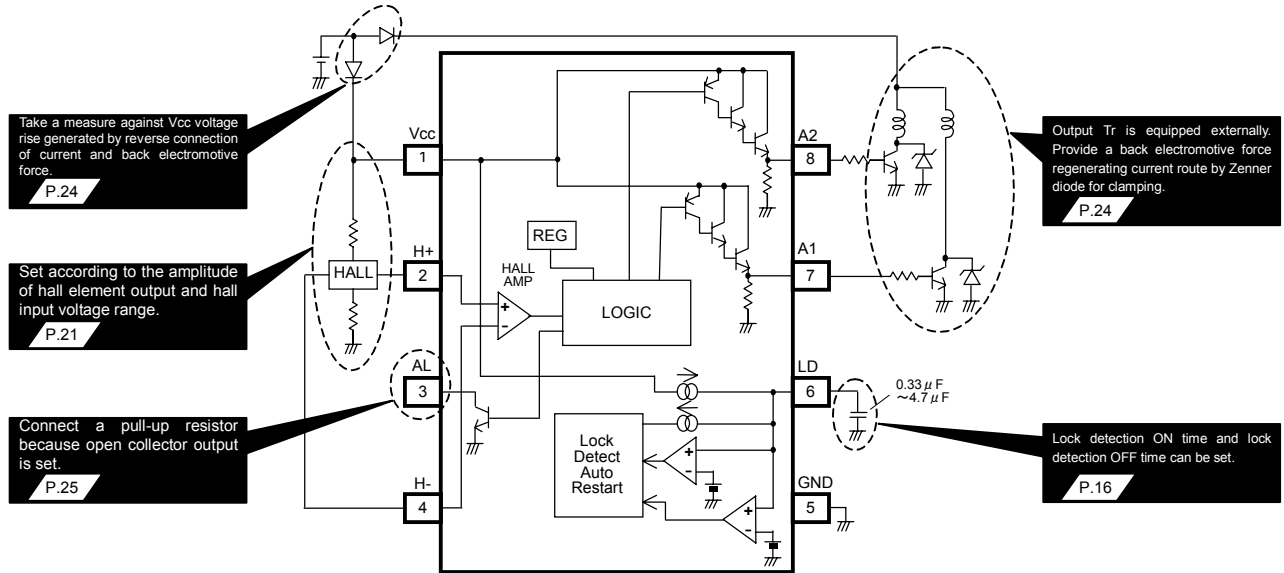 Take a measure against Vcc voltage
rise generated by reverse connection
of current and back electromotive
force.
P.24
Set according to the amplitude
of hall element output and hall
input voltage range.
P.21
Connect a pull-up resistor
because open collector output
is set.
P.25
HALL
Vcc
1
H+
2
AL
3
H-
4
REG
HALL
AMP
+
-
LOGIC
Lock
Detect
Auto
Restart
+
-
+
-
A2
8
A1
7
LD
6
GND
5
0.33μF
~4.7μF
Output Tr is equipped externally.
Provide a back electromotive force
regenerating current route by Zenner
diode for clamping.
P.24
Lock detection ON time and lock
detection OFF time can be set.
P.16